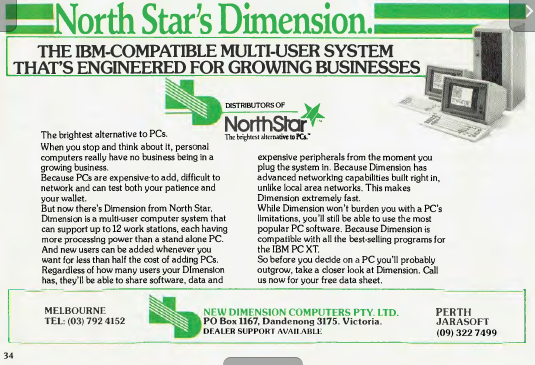 North Star's Dimension.
THE IBM-COMPATIBLE MULTI-USER SYSTEM
THAT'S ENGINEERED FOR GROWING BUSINESSES
DISTRIBUTORS OF
NorthStar
The brightest alternative to PCs.™
The brightest alternative to PCs.
When you stop and think about it, personal
computers really have no business being in a
growing business.
Because PCs are expensive to add, difficult to
network and can test both your patience and
your wallet.
But now there's Dimension from North Star.
Dimension is a multi-user computer system that
can support up to 12 work stations, each having
more processing power than a stand alone PC.
And new users can be added whenever you
want for less than half the cost of adding PCs.
Regardless of how many users your Dimension
has, they'll be able to share software, data and
expensive peripherals from the moment you
plug the system in. Because Dimension has
advanced networking capabilities built right in,
unlike local area networks. This makes
Dimension extremely fast.
While Dimension won't burden you with a PC's
limitations, you'll still be able to use the most
popular PC software. Because Dimension is
compatible with all the best-selling programs for
the IBM PC XT.
So before you decide on a PC you'll probably
outgrow, take a closer look at Dimension. Call
us now for your free data sheet.
MELBOURNE
TEL: (03) 792 4152
NEW DIMENSION COMPUTERS PTY. LTD.
PO Box 1167, Dandenong 3175. Victoria.
DEALER SUPPORT AVAILABLE
PERTH
JARASOFT
(09) 322 7499
34